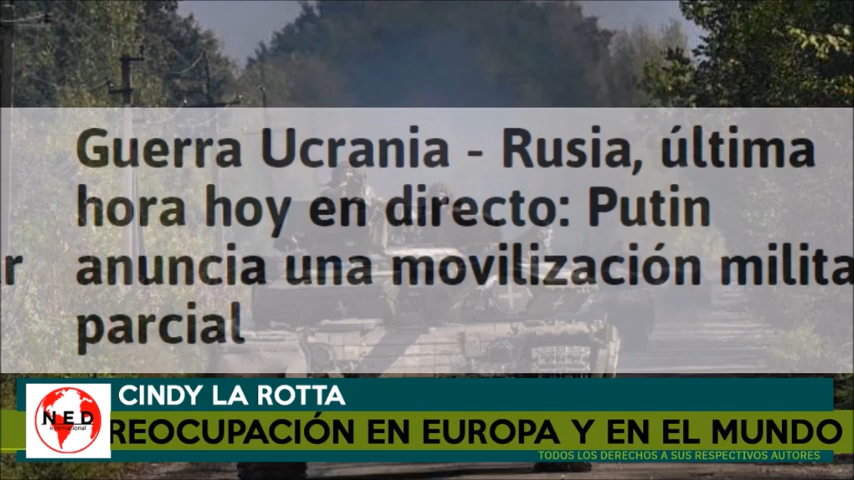 Guerra Ucrania - Rusia, última
hora hoy en directo: Putin
r anuncia una movilización milita
parcial
CINDY LA ROTTA
NED
international
REOCUPACIÓN EN EUROPA Y EN EL MUNDO
TODOS LOS DERECHOS A SUS RESPECTIVOS AUTORES